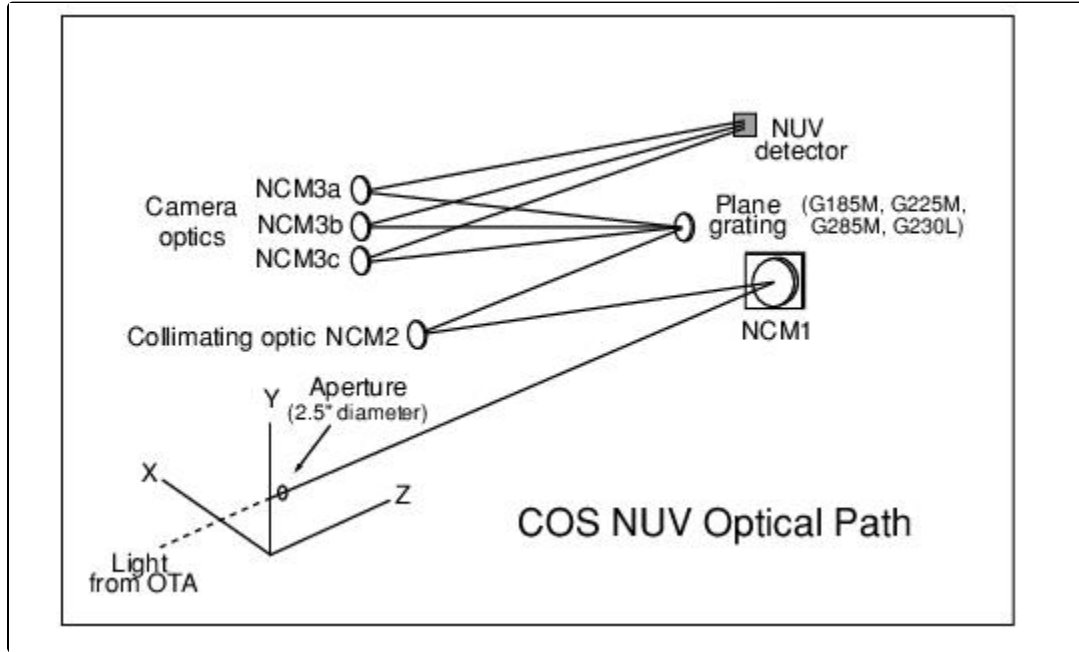 NUV
detector
NCM3a
Camera
optics
NCM3b
NCM3c
Plane
grating
(G185M, G225M,
G285M, G230L)
NCM1
Collimating optic NCM2
Aperture
(2.5" diameter)
Y
X
Z
COS NUV Optical Path
Light
from OTA